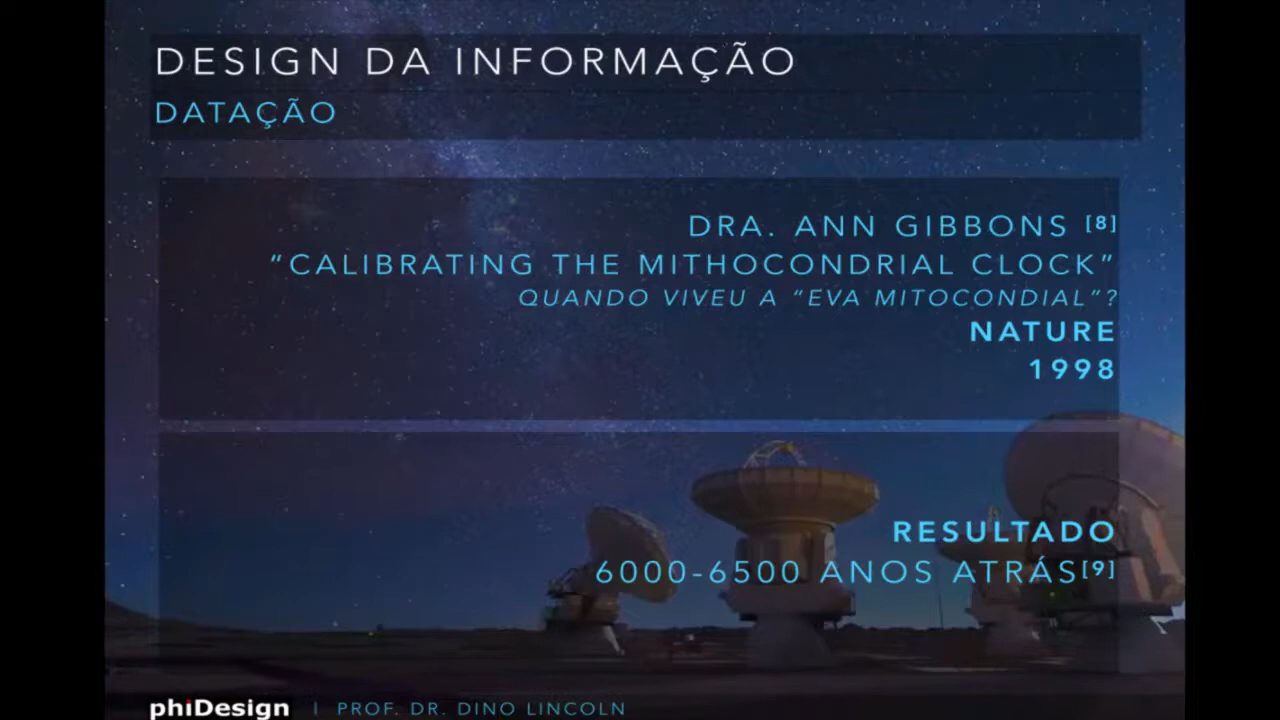 DESIGN DA INFORMAÇÃO
DATAÇÃO
DRA. ANN GIBBONS [8]
“CALIBRATING THE MITHOCONDRIAL CLOCK”
QUANDO VIVEU A “EVA MITOCONDIAL”?
NATURE
1998
RESULTADO
6000-6500 ANOS ATRÁS[9]
phiDesign | PROF. DR. DINO LINCOLN